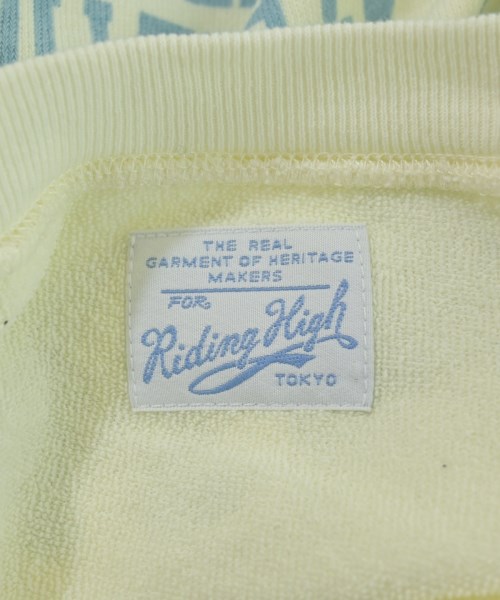 THE REAL
GARMENT OF HERITAGE
MAKERS
FOR
Riding High
TOKYO